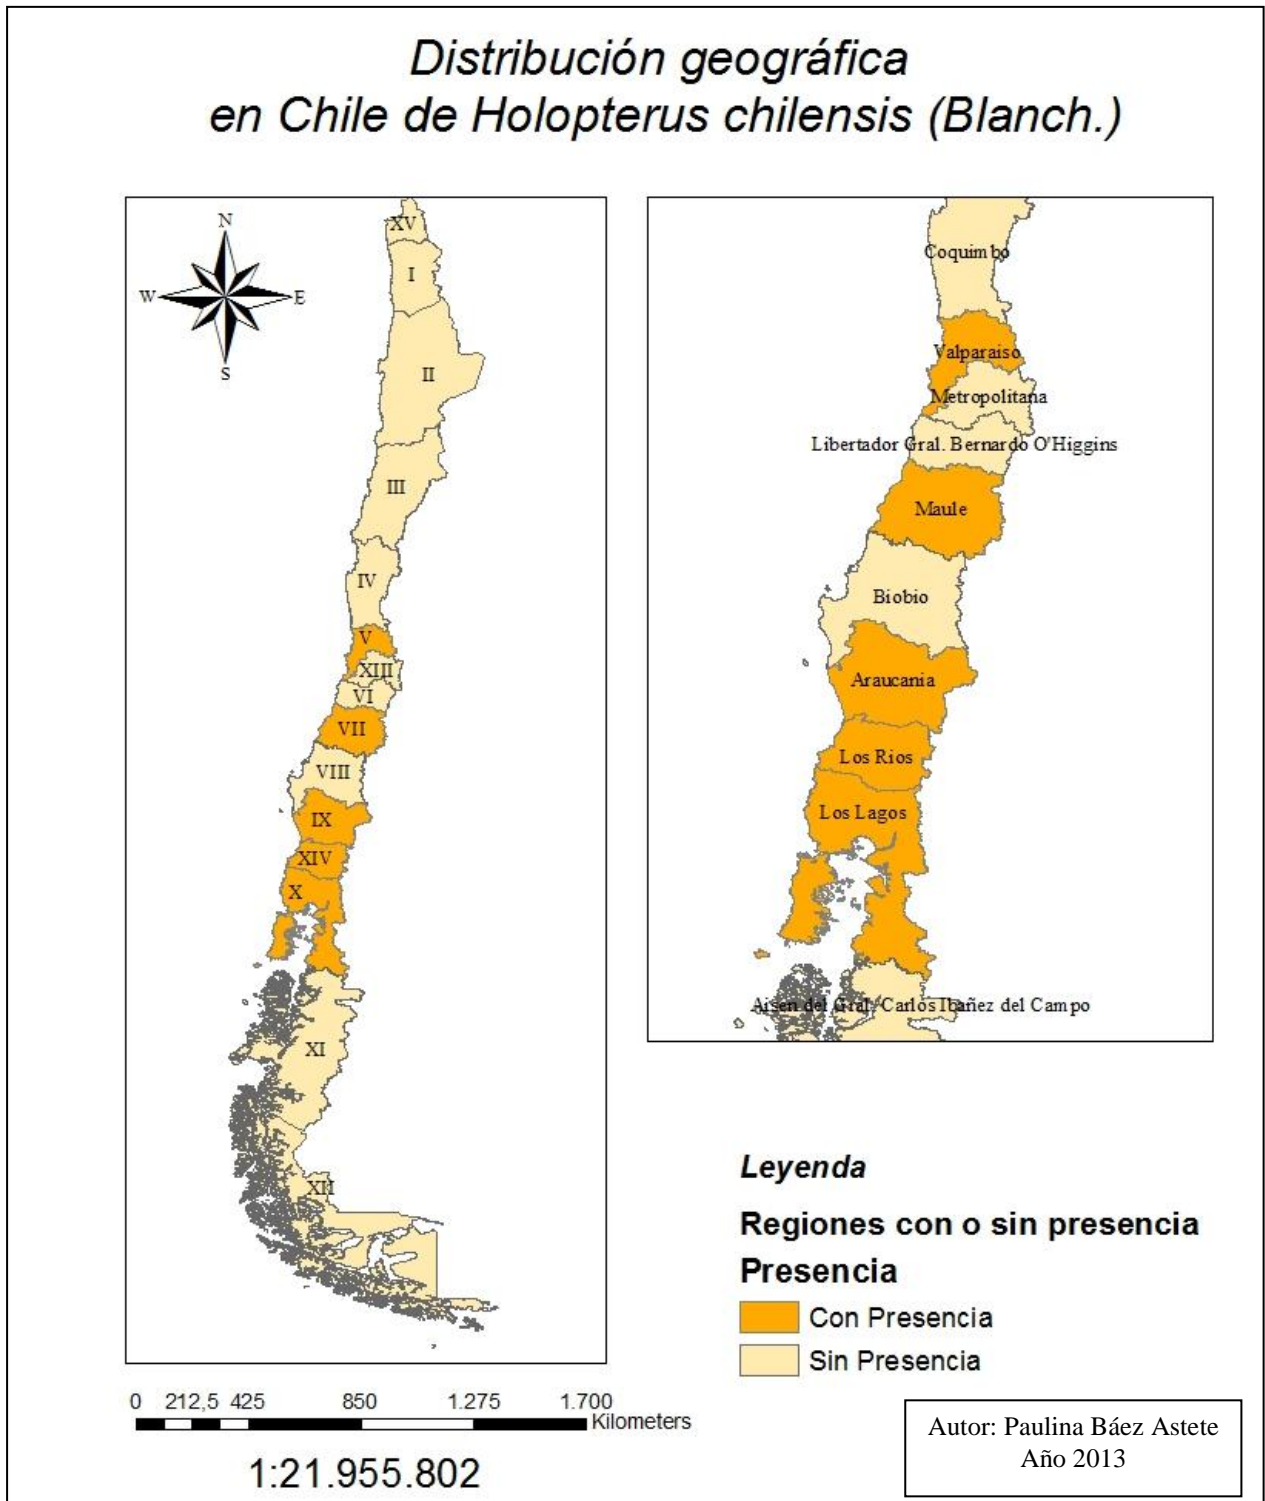 Distribución geográfica
en Chile de Holopterus chilensis (Blanch.)
N
W
E
S
XV
I
II
III
IV
V
XIII
VI
VII
VIII
IX
XIV
X
XI
XII
Coquimbo
Valparaiso
Metropolitana
Libertador Gral. Bernardo O'Higgins
Maule
Biobio
Araucania
Los Rios
Los Lagos
Aisen del Gral. Carlos Ibañez del Campo
Leyenda
Regiones con o sin presencia
Presencia
Con Presencia
Sin Presencia
0 212,5 425 850 1.275 1.700
Kilometers
1:21.955.802
Autor: Paulina Báez Astete
Año 2013